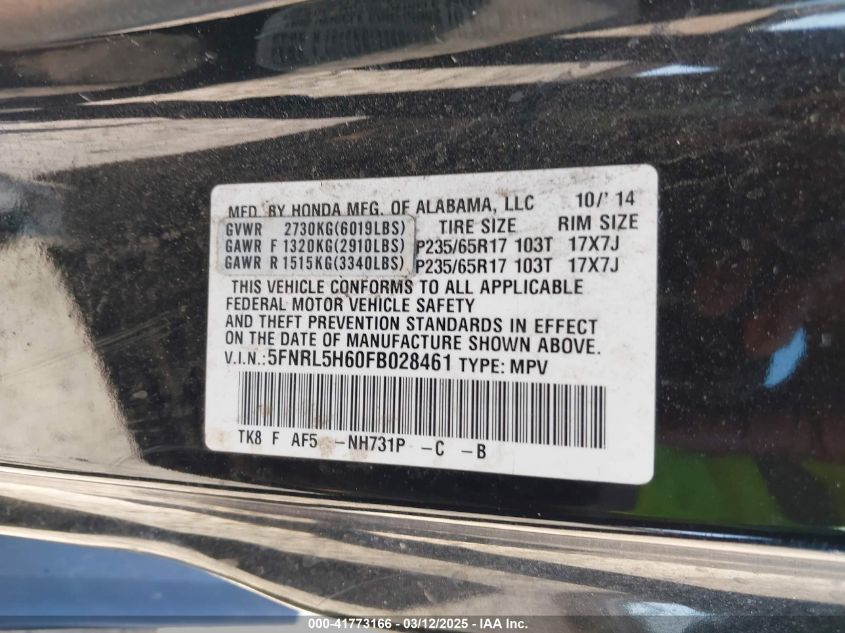 MFD. BY HONDA MFG. OF ALABAMA, LLC 10/'14
GVWR 2730KG(6019LBS) TIRE SIZE RIM SIZE
GAWR F 1320KG(2910LBS) P235/65R17 103T 17X7J
GAWR R 1515KG(3340LBS) P235/65R17 103T 17X7J
THIS VEHICLE CONFORMS TO ALL APPLICABLE
FEDERAL MOTOR VEHICLE SAFETY
AND THEFT PREVENTION STANDARDS IN EFFECT
ON THE DATE OF MANUFACTURE SHOWN ABOVE.
V.I.N.: 5FNRL5H60FB028461 TYPE: MPV
TK8 F AF5 -NH731P -C -B
000-41773166 - 03/12/2025 - IAA Inc.